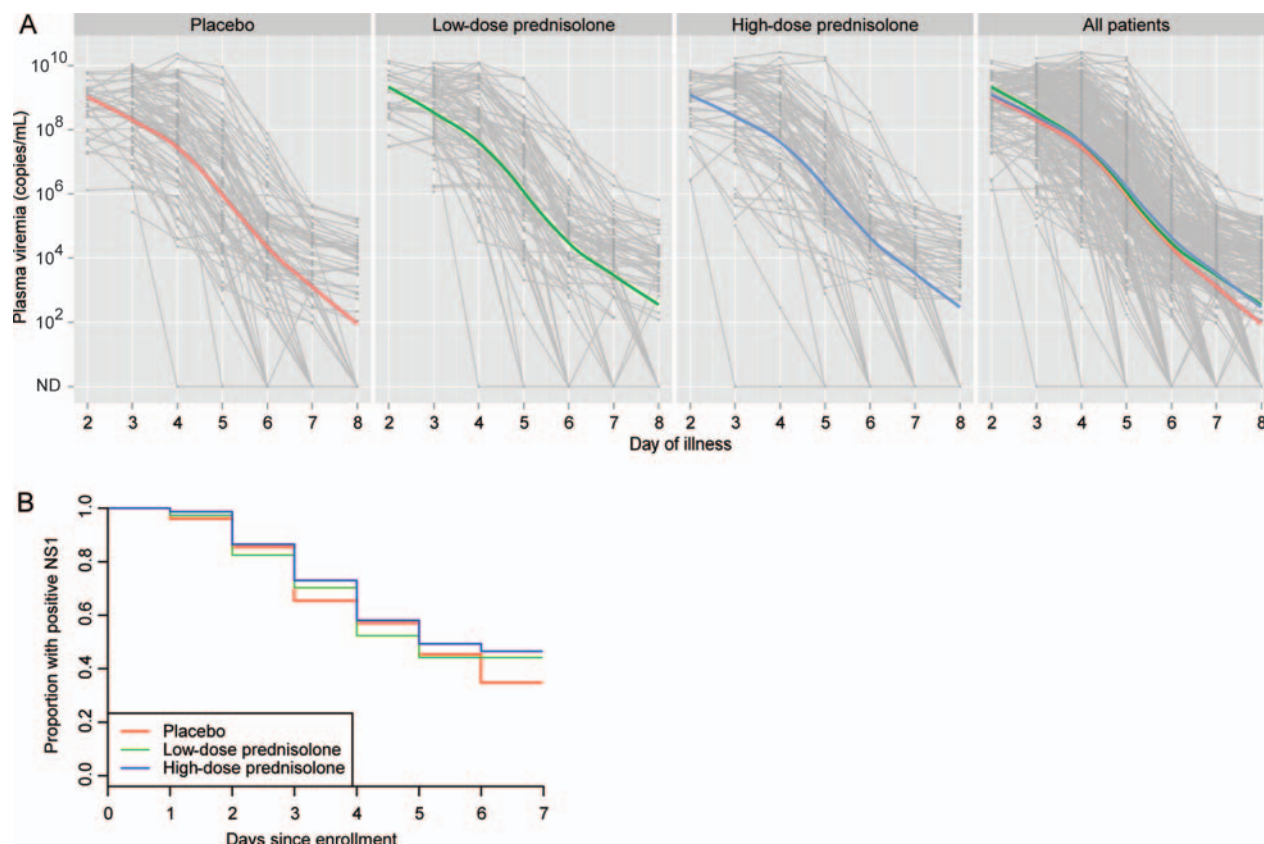 A
Placebo
Low-dose prednisolone
High-dose prednisolone
All patients
Plasma viremia (copies/mL)
10^10
10^8
10^6
10^4
10^2
ND
2 3 4 5 6 7 8
2 3 4 5 6 7 8
2 3 4 5 6 7 8
2 3 4 5 6 7 8
Day of illness
B
Proportion with positive NS1
1.0
0.8
0.6
0.4
0.2
0.0
Placebo
Low-dose prednisolone
High-dose prednisolone
0 1 2 3 4 5 6 7
Days since enrollment